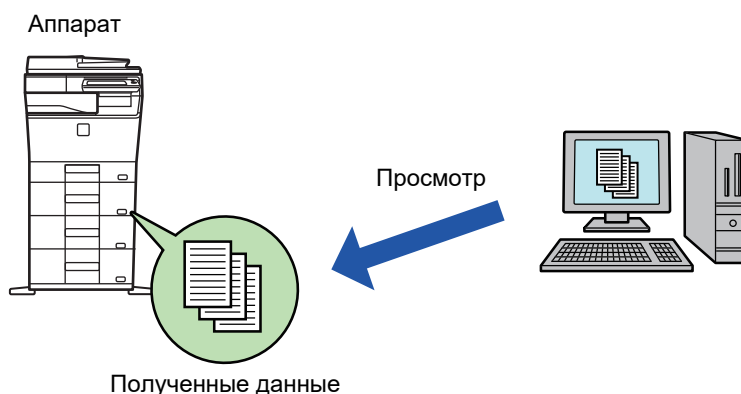 Аппарат
Просмотр
Полученные данные